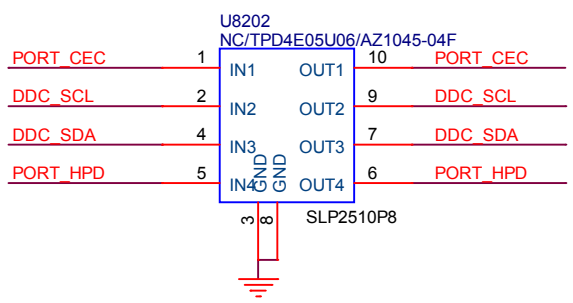 U8202
NC/TPD4E05U06/AZ1045-04F
PORT_CEC 1 IN1 OUT1 10 PORT_CEC
DDC_SCL 2 IN2 OUT2 9 DDC_SCL
DDC_SDA 4 IN3 OUT3 7 DDC_SDA
PORT_HPD 5 IN4 GND GND OUT4 6 PORT_HPD
3 8 SLP2510P8